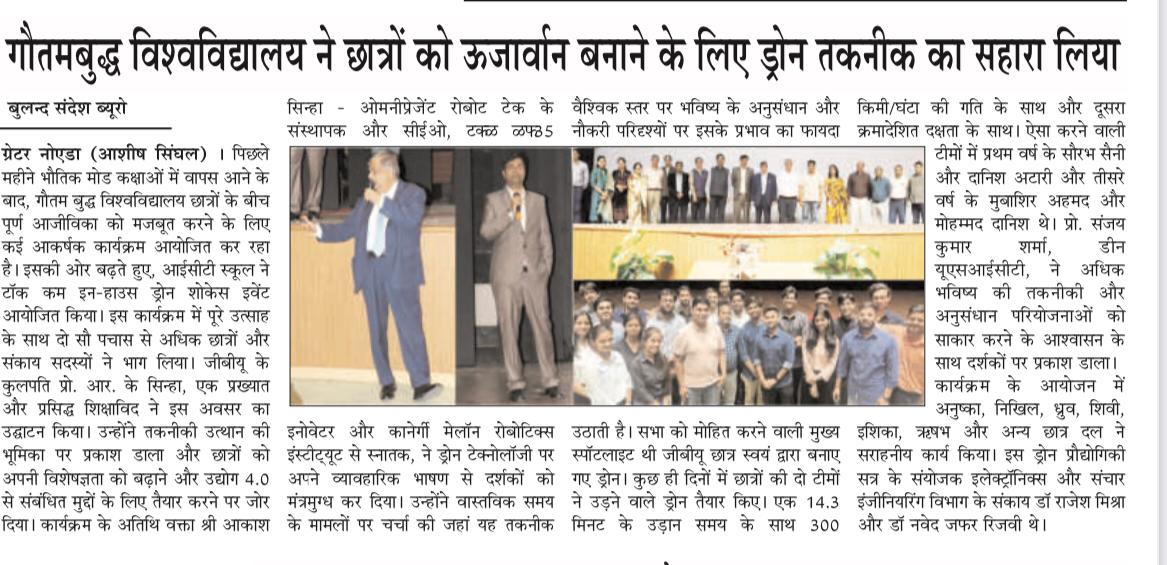 गौतमबुद्ध विश्वविद्यालय ने छात्रों को ऊजार्वान बनाने के लिए ड्रोन तकनीक का सहारा लिया
बुलन्द संदेश ब्यूरो
ग्रेटर नोएडा (आशीष सिंघल) । पिछले
महीने भौतिक मोड कक्षाओं में वापस आने के
बाद, गौतम बुद्ध विश्वविद्यालय छात्रों के बीच
पूर्ण आजीविका को मजबूत करने के लिए
कई आकर्षक कार्यक्रम आयोजित कर रहा
है। इसकी ओर बढ़ते हुए, आईसीटी स्कूल ने
टॉक कम इन-हाउस ड्रोन शोकेस इवेंट
आयोजित किया। इस कार्यक्रम में पूरे उत्साह
के साथ दो सौ पचास से अधिक छात्रों और
संकाय सदस्यों ने भाग लिया। जीबीयू के
कुलपति प्रो. आर. के सिन्हा, एक प्रख्यात
और प्रसिद्ध शिक्षाविद ने इस अवसर का
उद्घाटन किया। उन्होंने तकनीकी उत्थान की
भूमिका पर प्रकाश डाला और छात्रों को
अपनी विशेषज्ञता को बढ़ाने और उद्योग 4.0
से संबंधित मुद्दों के लिए तैयार करने पर जोर
दिया। कार्यक्रम के अतिथि वक्ता श्री आकाश
सिन्हा - ओमनीप्रेजेंट रोबोट टेक के
संस्थापक और सीईओ, टक्ळ ळफ35
इनोवेटर और कानेर्गी मेलॉन रोबोटिक्स
इंस्टीट्यूट से स्नातक, ने ड्रोन टेक्नोलॉजी पर
अपने व्यावहारिक भाषण से दर्शकों को
मंत्रमुग्ध कर दिया। उन्होंने वास्तविक समय
के मामलों पर चर्चा की जहां यह तकनीक
वैश्विक स्तर पर भविष्य के अनुसंधान और
नौकरी परिदृश्यों पर इसके प्रभाव का फायदा
उठाती है। सभा को मोहित करने वाली मुख्य
स्पॉटलाइट थी जीबीयू छात्र स्वयं द्वारा बनाए
गए ड्रोन। कुछ ही दिनों में छात्रों की दो टीमों
ने उड़ने वाले ड्रोन तैयार किए। एक 14.3
मिनट के उड़ान समय के साथ 300
किमी/घंटा की गति के साथ और दूसरा
क्रमादेशित दक्षता के साथ। ऐसा करने वाली
टीमों में प्रथम वर्ष के सौरभ सैनी
और दानिश अटारी और तीसरे
वर्ष के मुबाशिर अहमद और
मोहम्मद दानिश थे। प्रो. संजय
कुमार शर्मा, डीन
यूएसआईसीटी, ने अधिक
भविष्य की तकनीकी और
अनुसंधान परियोजनाओं को
साकार करने के आश्वासन के
साथ दर्शकों पर प्रकाश डाला।
कार्यक्रम के आयोजन में
अनुष्का, निखिल, ध्रुव, शिवी,
इशिका, ऋषभ और अन्य छात्र दल ने
सराहनीय कार्य किया। इस ड्रोन प्रौद्योगिकी
सत्र के संयोजक इलेक्ट्रॉनिक्स और संचार
इंजीनियरिंग विभाग के संकाय डॉ राजेश मिश्रा
और डॉ नवेद जफर रिजवी थे।